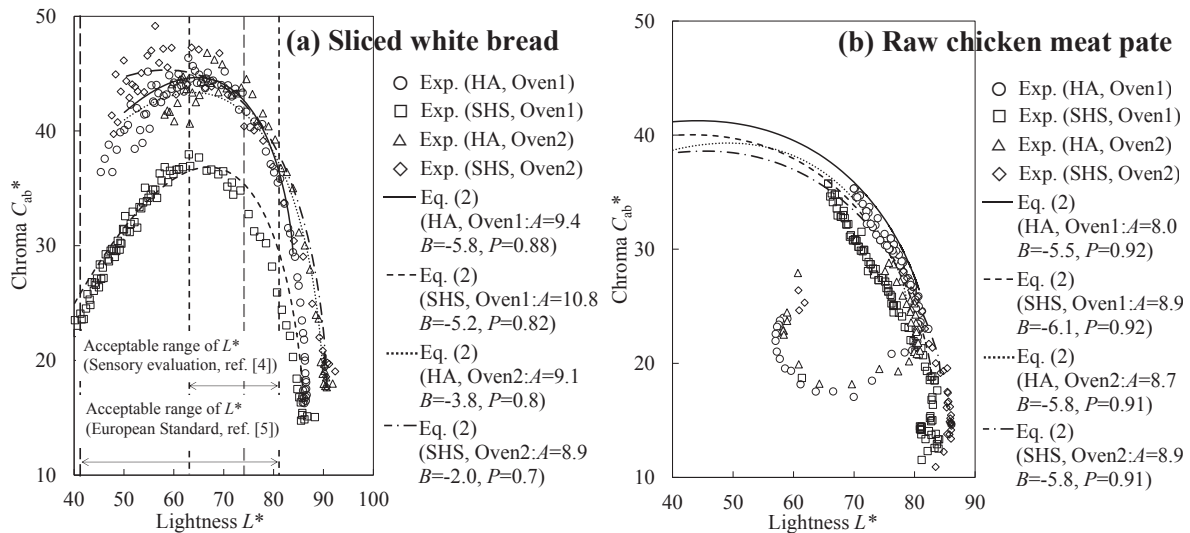 (a) Sliced white bread
50
40
30
20
10
Chroma Cab*
40 50 60 70 80 90 100
Lightness L*
Acceptable range of L*
(Sensory evaluation, ref. [4])
Acceptable range of L*
(European Standard, ref. [5])
Exp. (HA, Oven1)
Exp. (SHS, Oven1)
Exp. (HA, Oven2)
Exp. (SHS, Oven2)
Eq. (2)
(HA, Oven1:A=9.4
B=-5.8, P=0.88)
Eq. (2)
(SHS, Oven1:A=10.8
B=-5.2, P=0.82)
Eq. (2)
(HA, Oven2:A=9.1
B=-3.8, P=0.8)
Eq. (2)
(SHS, Oven2:A=8.9
B=-2.0, P=0.7)
(b) Raw chicken meat pate
50
40
30
20
10
Chroma Cab*
40 50 60 70 80 90
Lightness L*
Exp. (HA, Oven1)
Exp. (SHS, Oven1)
Exp. (HA, Oven2)
Exp. (SHS, Oven2)
Eq. (2)
(HA, Oven1:A=8.0
B=-5.5, P=0.92)
Eq. (2)
(SHS, Oven1:A=8.9
B=-6.1, P=0.92)
Eq. (2)
(HA, Oven2:A=8.7
B=-5.8, P=0.91)
Eq. (2)
(SHS, Oven2:A=8.9
B=-5.8, P=0.91)